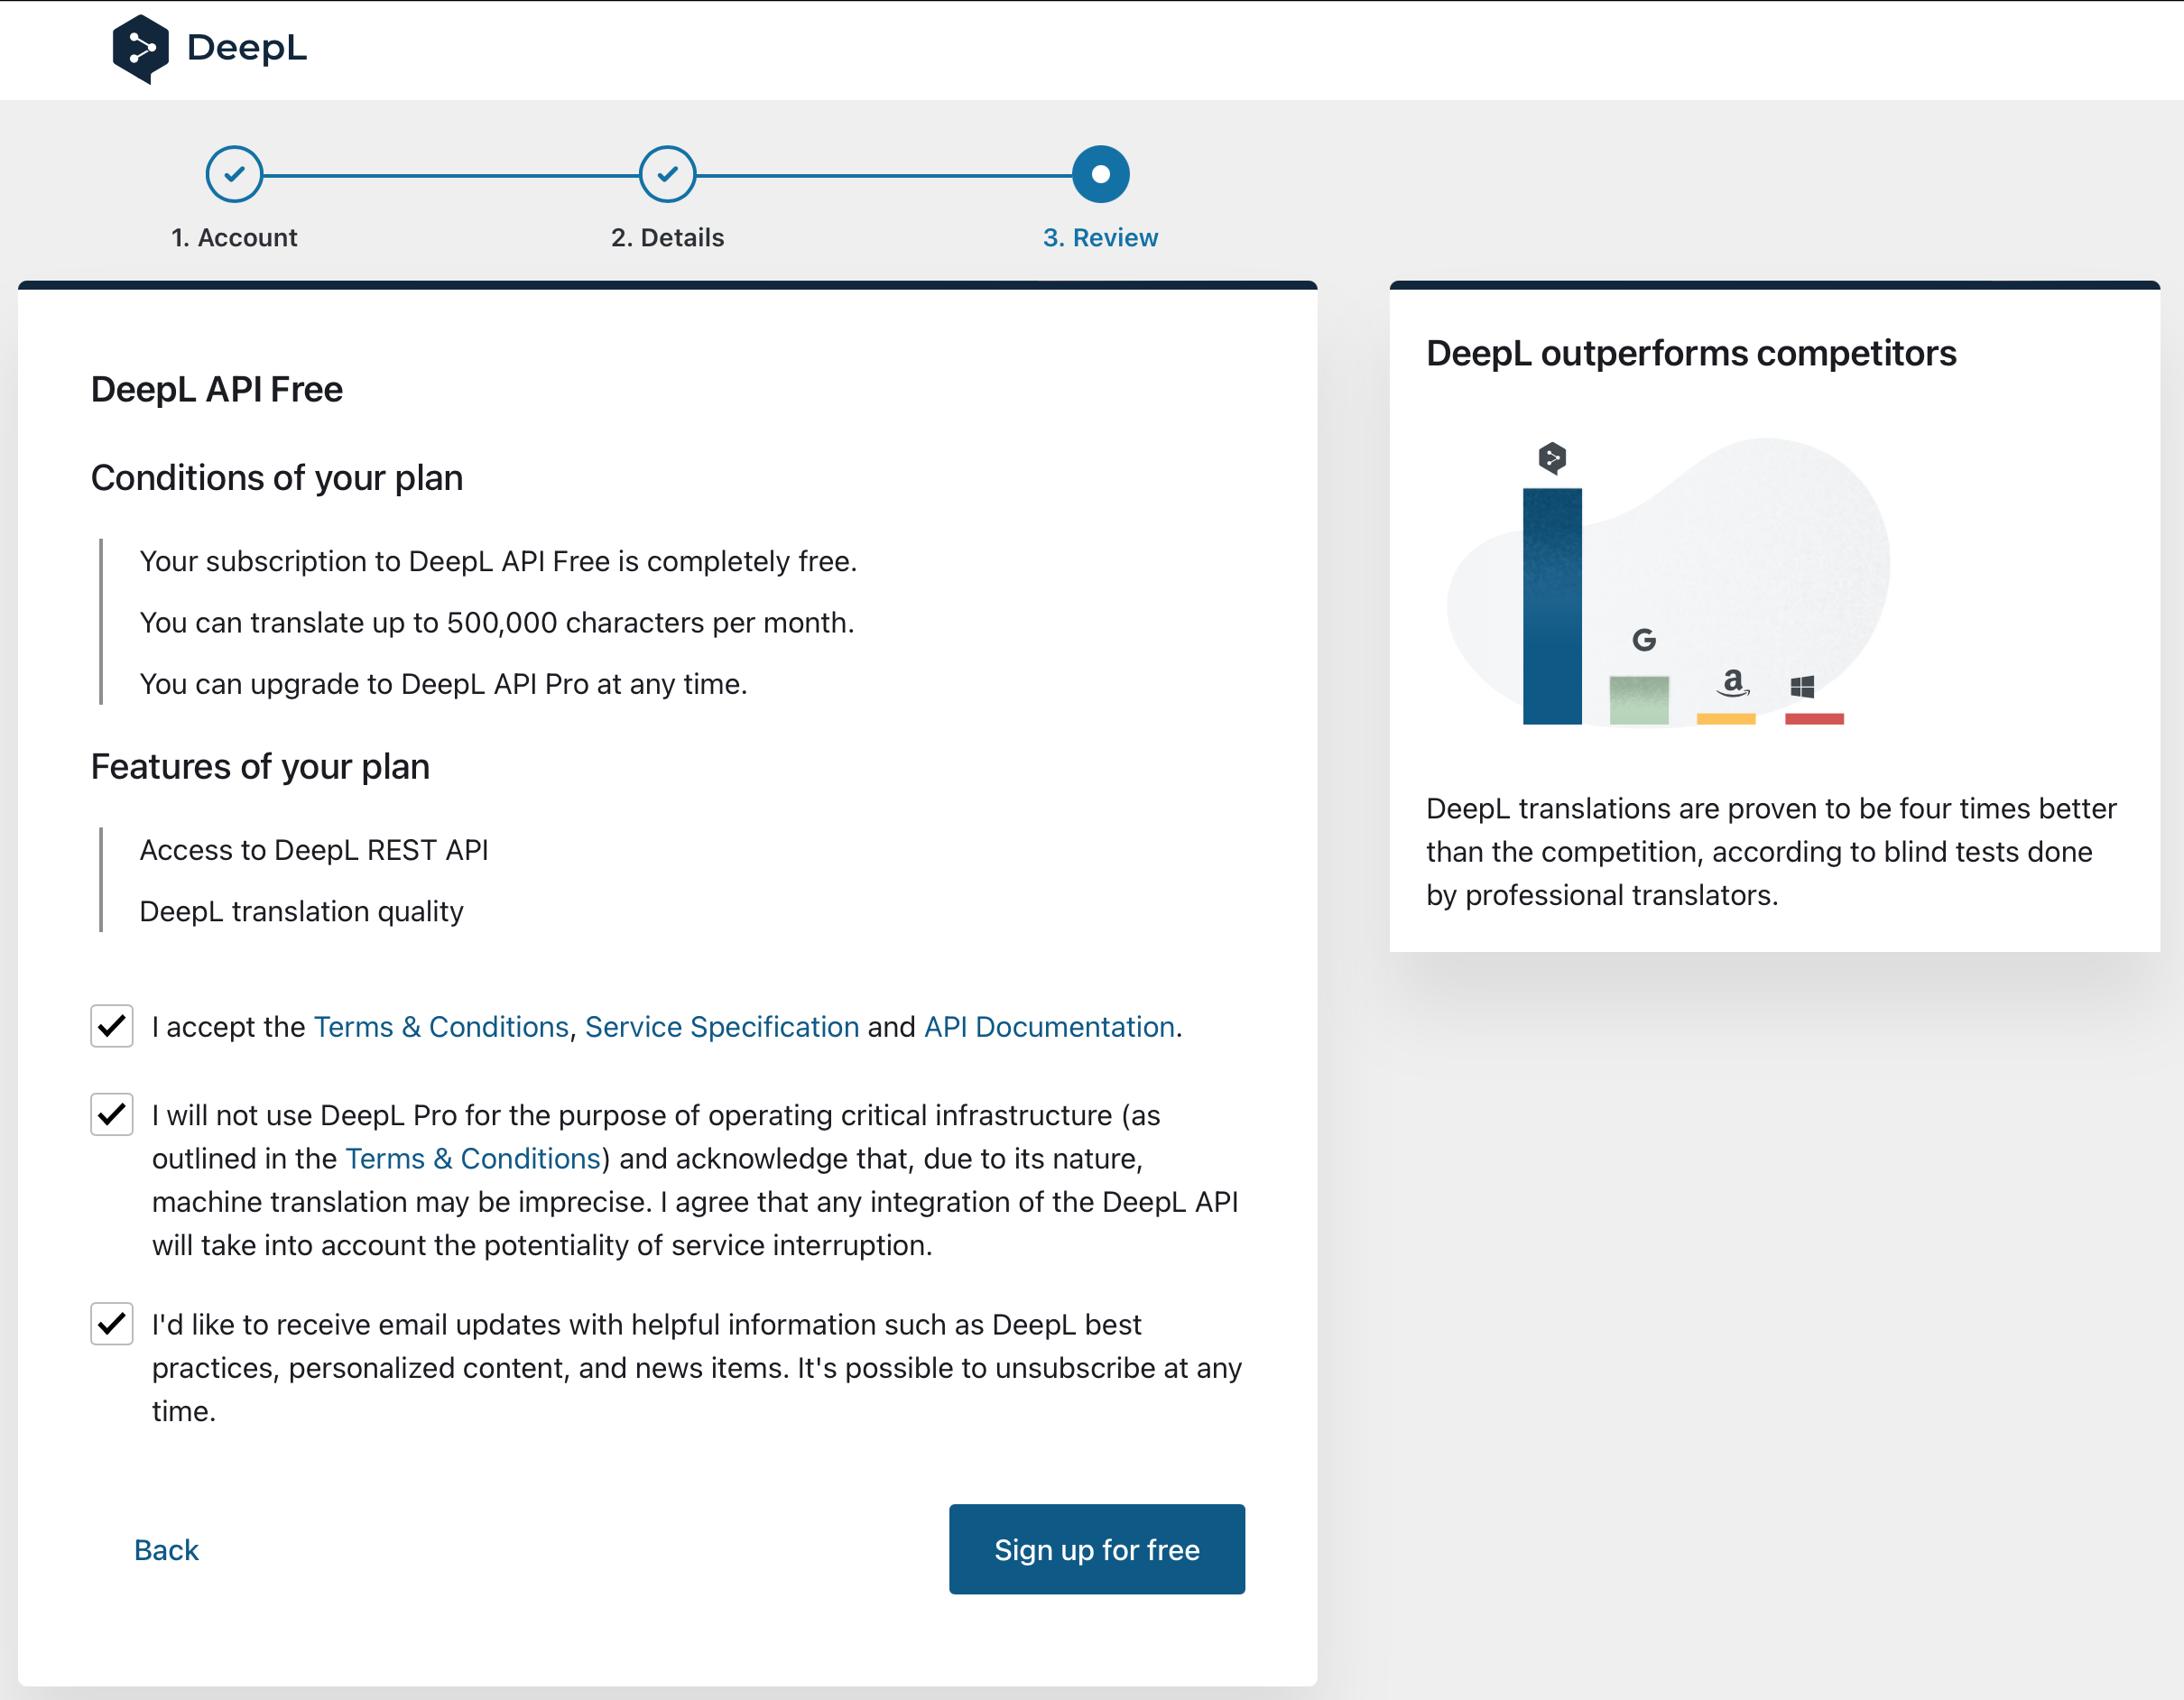 DeepL
1. Account
2. Details
3. Review
DeepL API Free
Conditions of your plan
Your subscription to DeepL API Free is completely free.
You can translate up to 500,000 characters per month.
You can upgrade to DeepL API Pro at any time.
Features of your plan
Access to DeepL REST API
DeepL translation quality
I accept the Terms & Conditions, Service Specification and API Documentation.
I will not use DeepL Pro for the purpose of operating critical infrastructure (as
outlined in the Terms & Conditions) and acknowledge that, due to its nature,
machine translation may be imprecise. I agree that any integration of the DeepL API
will take into account the potentiality of service interruption.
I'd like to receive email updates with helpful information such as DeepL best
practices, personalized content, and news items. It's possible to unsubscribe at any
time.
Back
Sign up for free
DeepL outperforms competitors
G
a
DeepL translations are proven to be four times better
than the competition, according to blind tests done
by professional translators.